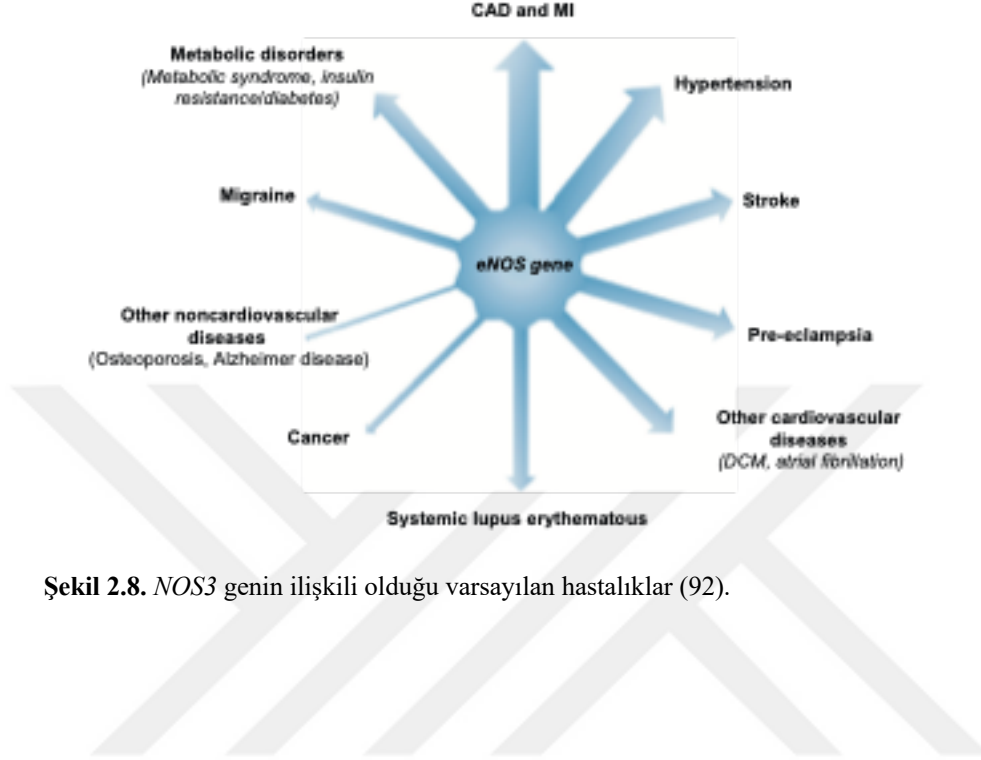 CAD and MI
Metabolic disorders
(Metabolic syndrome, insulin
resistance/diabetes)
Hypertension
Migraine
Stroke
eNOS gene
Other noncardiovascular
diseases
(Osteoporosis, Alzheimer disease)
Pre-eclampsia
Cancer
Other cardiovascular
diseases
(DCM, atrial fibrillation)
Systemic lupus erythematous
Şekil 2.8. NOS3 genin ilişkili olduğu varsayılan hastalıklar (92).